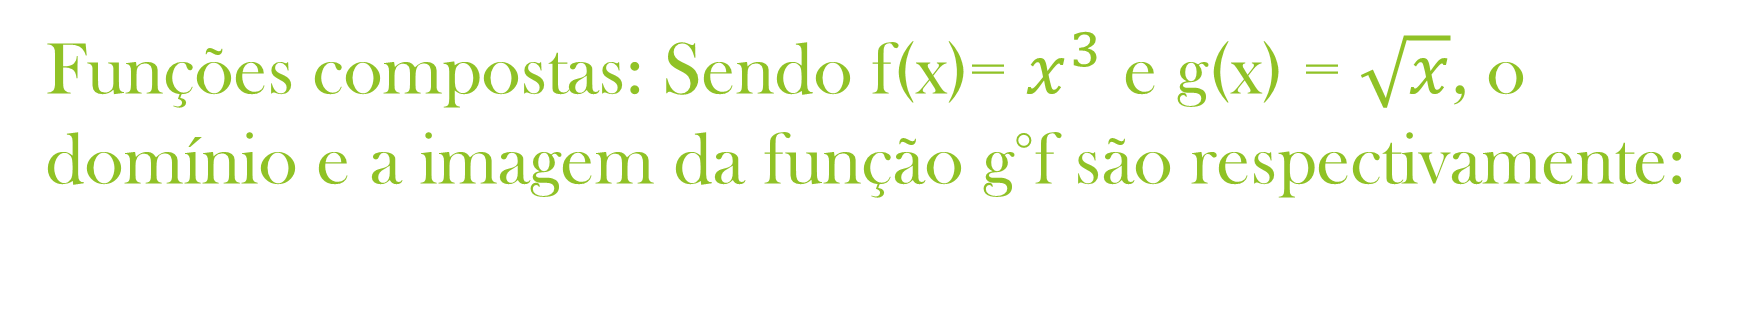 Funções compostas: Sendo f(x)= 𝑥³ e g(x) = √𝑥, o
domínio e a imagem da função g°f são respectivamente: